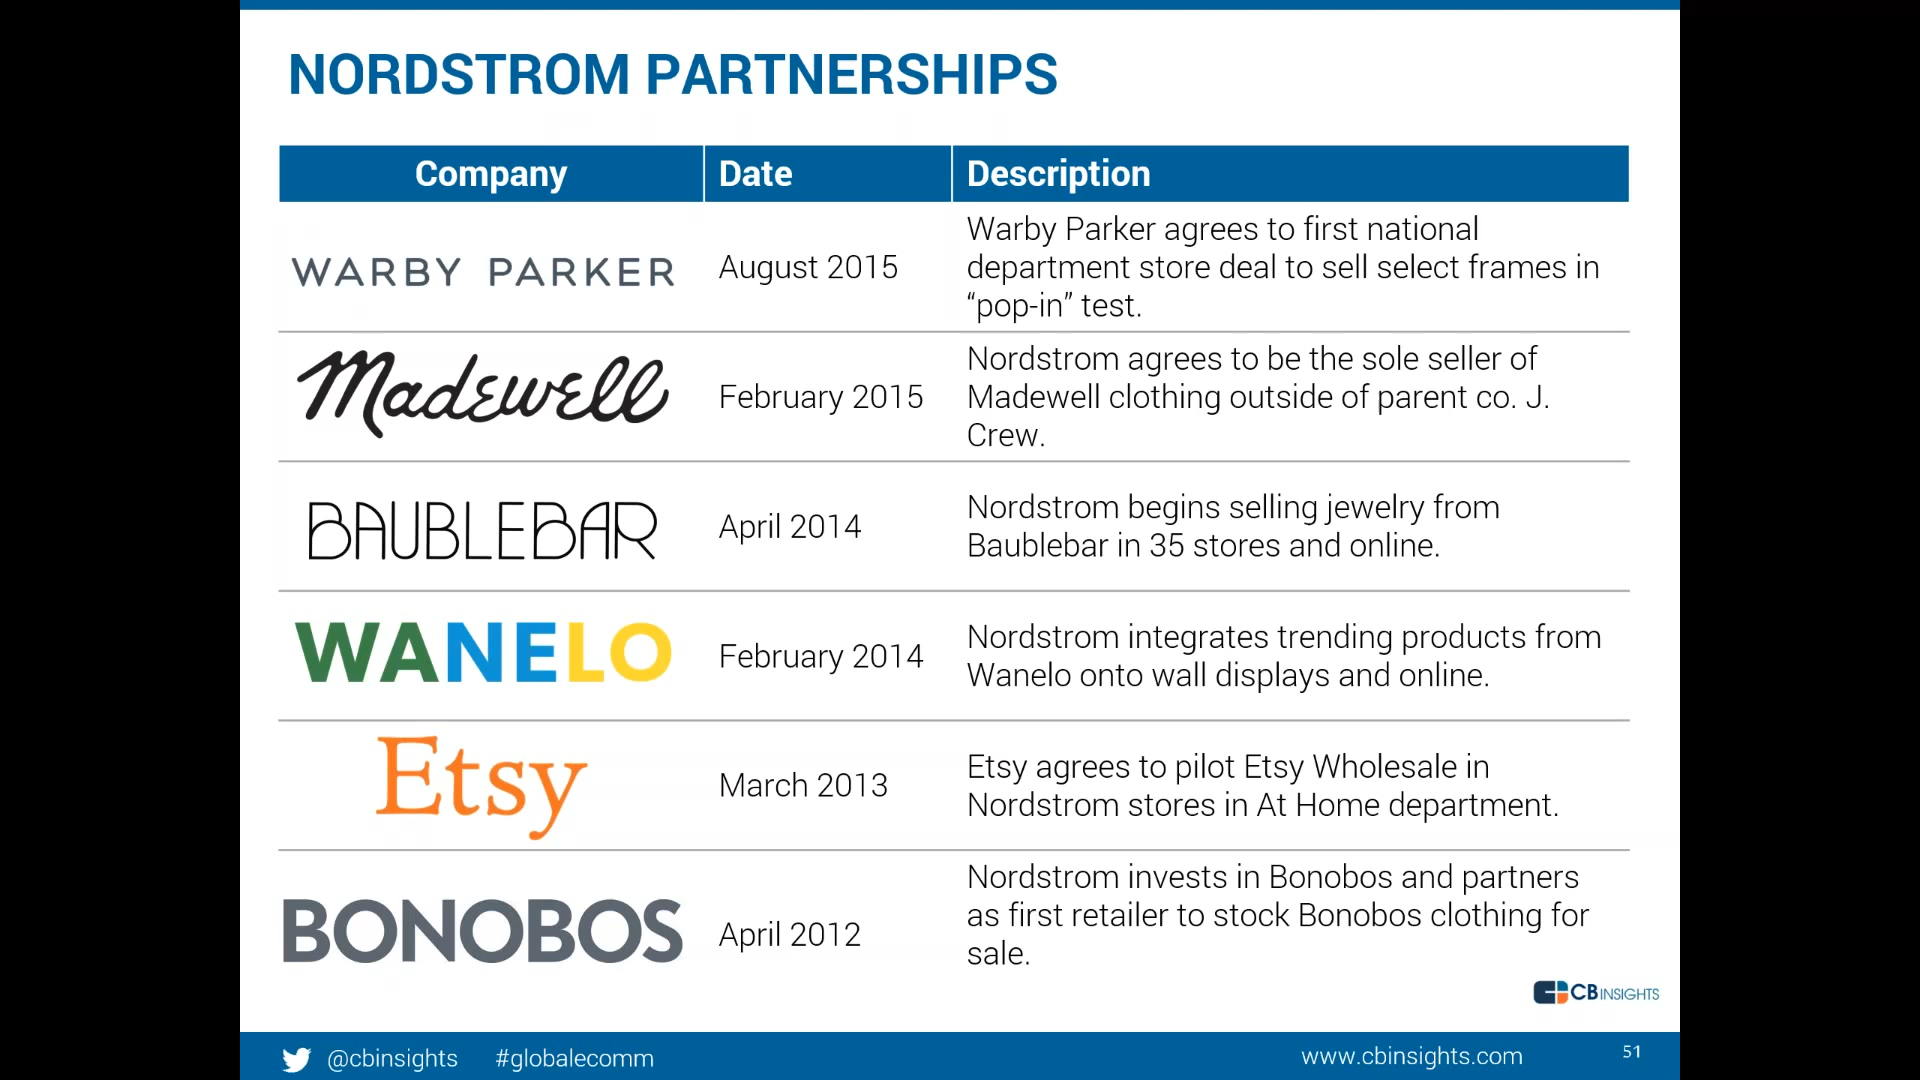 NORDSTROM PARTNERSHIPS
Company Date Description
WARBY PARKER
August 2015
Warby Parker agrees to first national
department store deal to sell select frames in
“pop-in” test.
Madewell
February 2015
Nordstrom agrees to be the sole seller of
Madewell clothing outside of parent co. J.
Crew.
BAUBLEBAR
April 2014
Nordstrom begins selling jewelry from
Baublebar in 35 stores and online.
WANELO
February 2014
Nordstrom integrates trending products from
Wanelo onto wall displays and online.
Etsy
March 2013
Etsy agrees to pilot Etsy Wholesale in
Nordstrom stores in At Home department.
BONOBOS
April 2012
Nordstrom invests in Bonobos and partners
as first retailer to stock Bonobos clothing for
sale.
CBINSIGHTS
@cbinsights #globalecomm
www.cbinsights.com 51